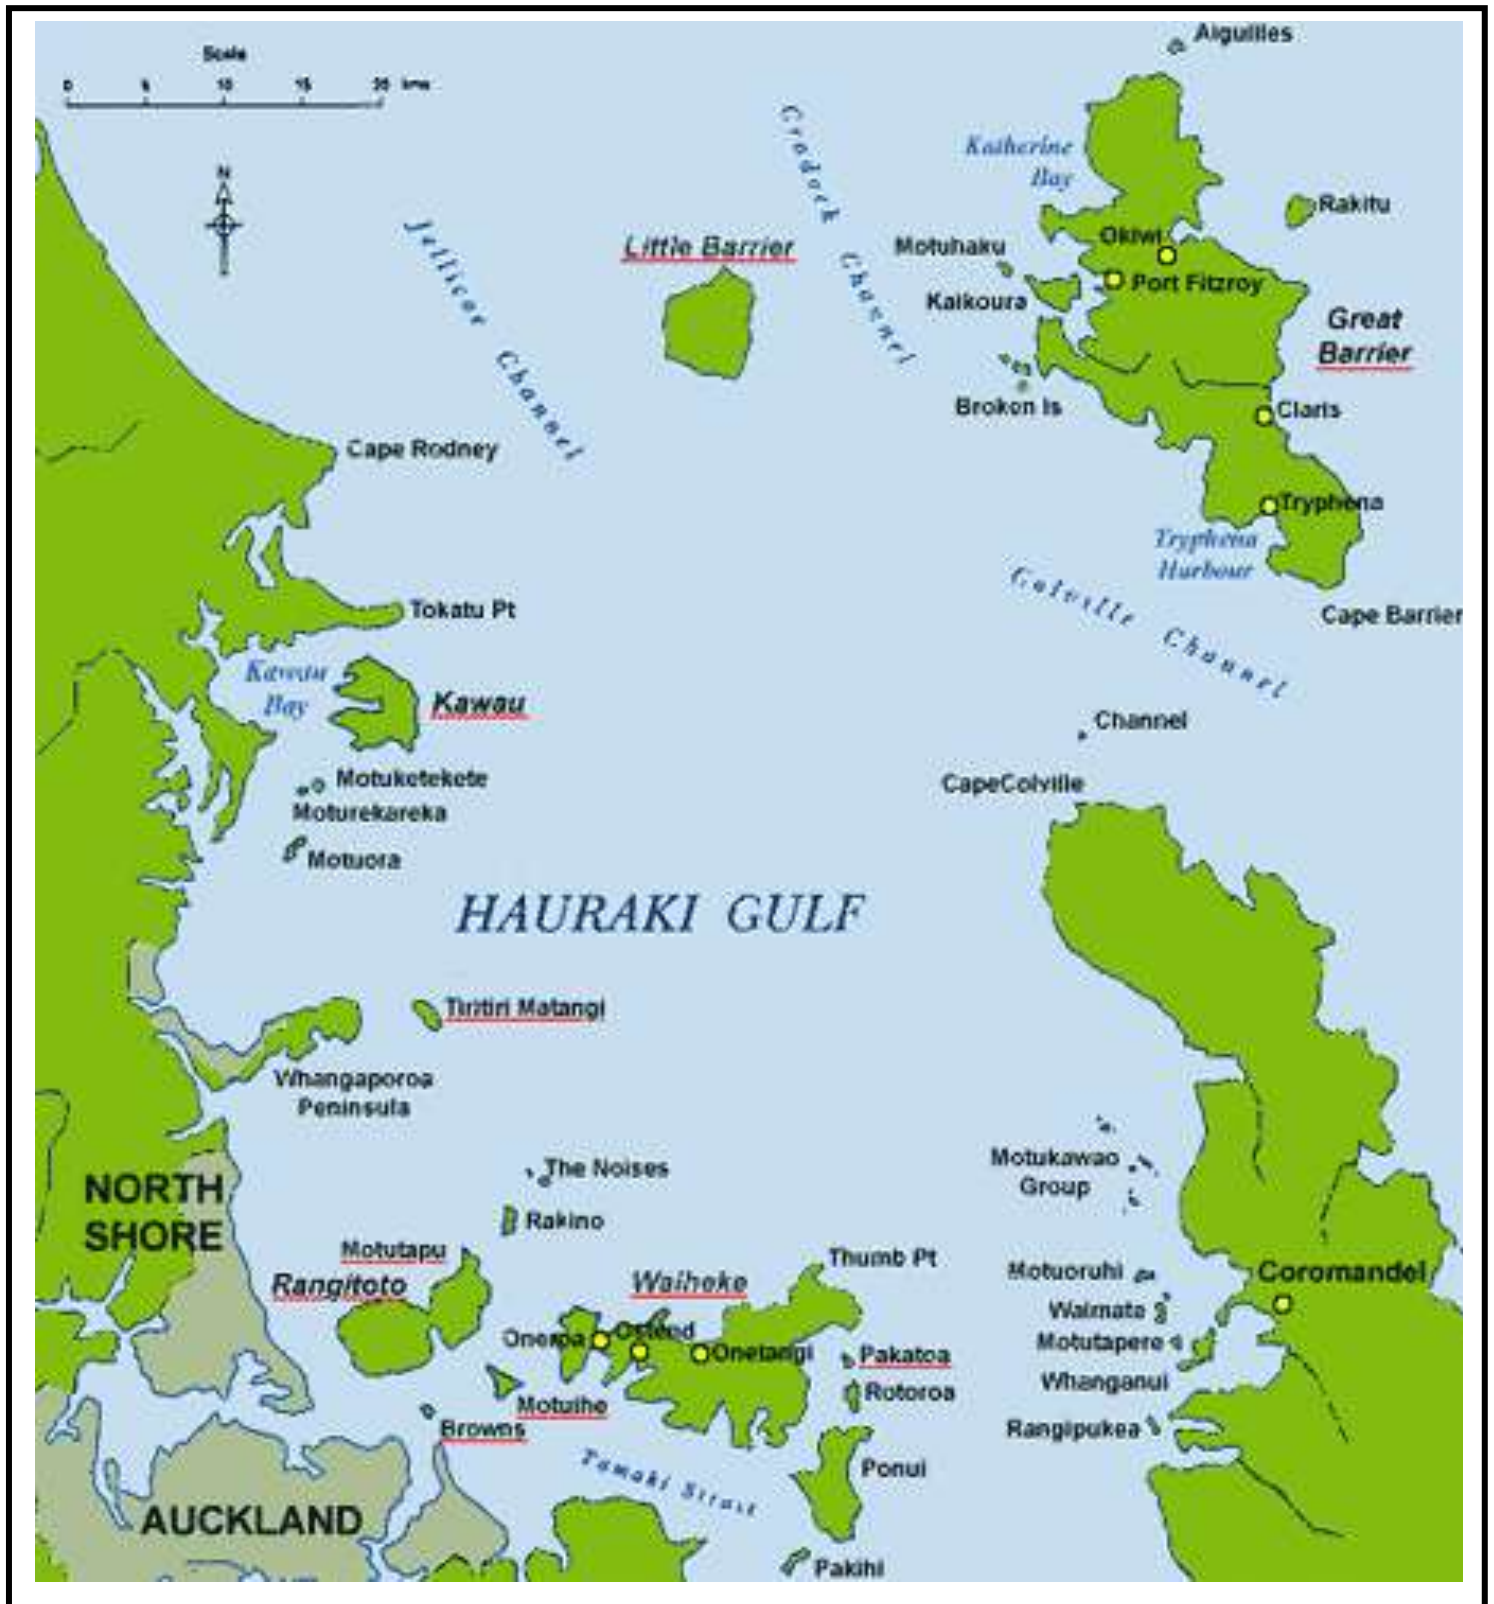 Scale
0 5 10 15 20 kms
N
Aiguilles
Katherine
Bay
Cradock Channel
Jellicoe Channel
Little Barrier
Rakitu
Okiwi
Motuhaku
Port Fitzroy
Kaikoura
Great
Barrier
Broken Is
Claris
Cape Rodney
Tryphena
Tryphena
Harbour
Colville Channel
Cape Barrier
Tokatu Pt
Kawau
Bay
Kawau
Channel
CapeColville
Motuketekete
Moturekareka
Motuora
HAURAKI GULF
Tiritiri Matangi
Whangaporoa
Peninsula
Motukawao
Group
The Noises
NORTH
SHORE
Rakino
Motutapu
Rangitoto
Waiheke
Thumb Pt
Motuoruhi
Coromandel
Waimate
Oneroa
Ostend
Onetangi
Motutapere
Pakatoa
Whanganui
Rotoroa
Motuihe
Browns
Rangipukea
Tamaki Strait
Ponui
AUCKLAND
Pakihi